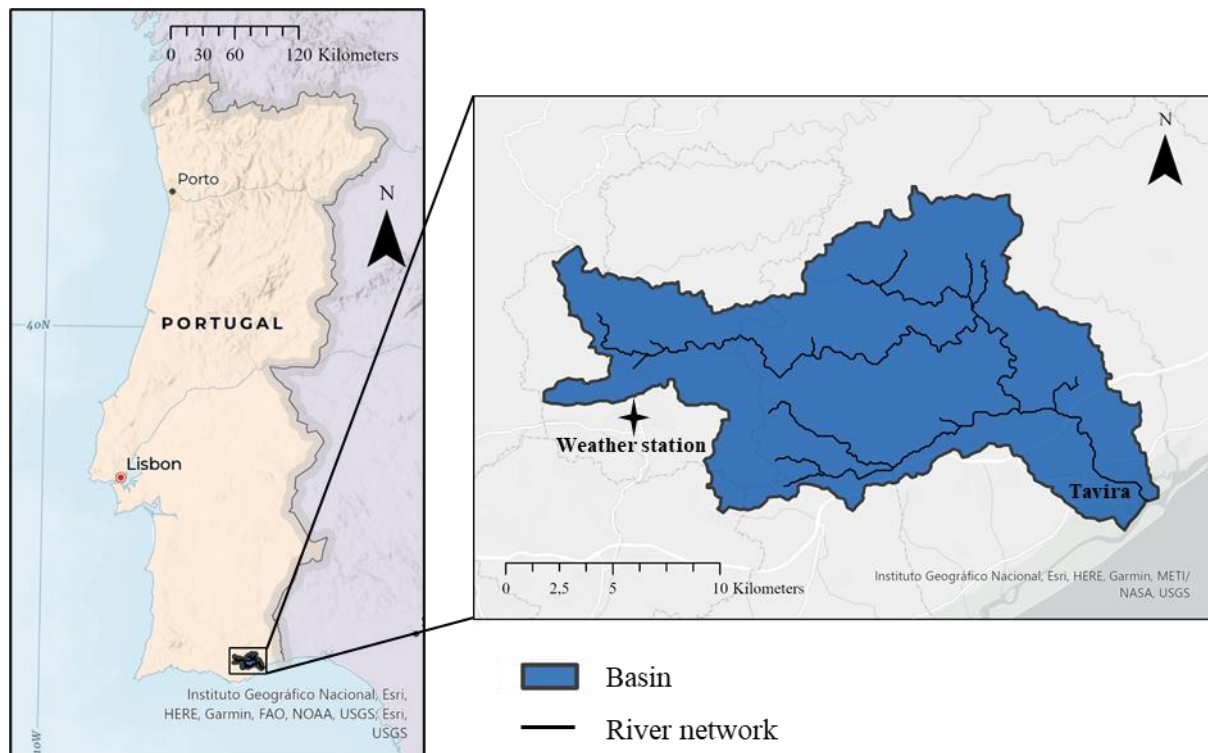 0 30 60 120 Kilometers
Porto
N
40N
PORTUGAL
Lisbon
Instituto Geográfico Nacional, Esri,
HERE, Garmin, FAO, NOAA, USGS; Esri,
USGS
10W
N
Weather station
Tavira
0 2,5 5 10 Kilometers
Instituto Geográfico Nacional, Esri, HERE, Garmin, METI/
NASA, USGS
Basin
River network